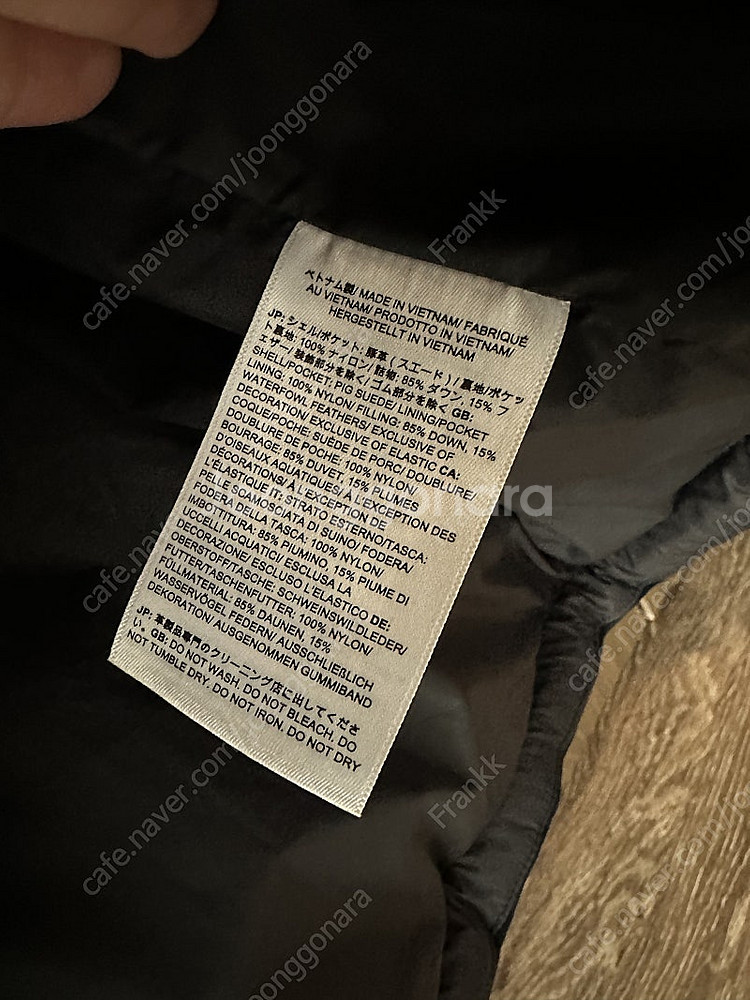 ベトナム製/ MADE IN VIETNAM/ FABRIQUÉ
AU VIETNAM/ PRODOTTO IN VIETNAM/
HERGESTELLT IN VIETNAM
JP: シェル/ポケット: 豚革 (スエード) / 裏地/ポケッ
ト裏地: 100% ナイロン/ 詰物: 85% ダウン, 15% フ
ェザー/ 装飾部分を除く/ ゴム部分を除く GB:
SHELL/POCKET: PIG SUEDE/ LINING/POCKET
LINING: 100% NYLON/ FILLING: 85% DOWN, 15%
WATERFOWL FEATHERS/ EXCLUSIVE OF
DECORATION/ EXCLUSIVE OF ELASTIC CA:
COQUE/POCHE: SUÈDE DE PORC/ DOUBLURE/
DOUBLURE DE POCHE: 100% NYLON/
BOURRAGE: 85% DUVET, 15% PLUMES
D'OISEAUX AQUATIQUES/ À L'EXCEPTION DES
DÉCORATIONS/ À L'EXCEPTION DE
L'ÉLASTIQUE IT: STRATO ESTERNO/TASCA:
PELLE SCAMOSCIATA DI SUINO/ FODERA/
FODERA DELLA TASCA: 100% NYLON/
IMBOTTITURA: 85% PIUMINO, 15% PIUME DI
UCCELLI ACQUATICI/ ESCLUSA LA
DECORAZIONE/ ESCLUSO L'ELASTICO DE:
OBERSTOFF/TASCHE: SCHWEINSWILDLEDER/
FUTTER/TASCHENFUTTER: 100% NYLON/
FÜLLMATERIAL: 85% DAUNEN, 15%
WASSERVÖGEL FEDERN/ AUSSCHLIEẞLICH
DEKORATION/ AUSGENOMMEN GUMMIBAND
JP: 革製品専門のクリーニング店に出してくださ
い。GB: DO NOT WASH, DO NOT BLEACH, DO
NOT TUMBLE DRY, DO NOT IRON, DO NOT DRY
cafe.naver.com/joonggonara
Frankk
cafe.naver.com/joonggonara
Frankk